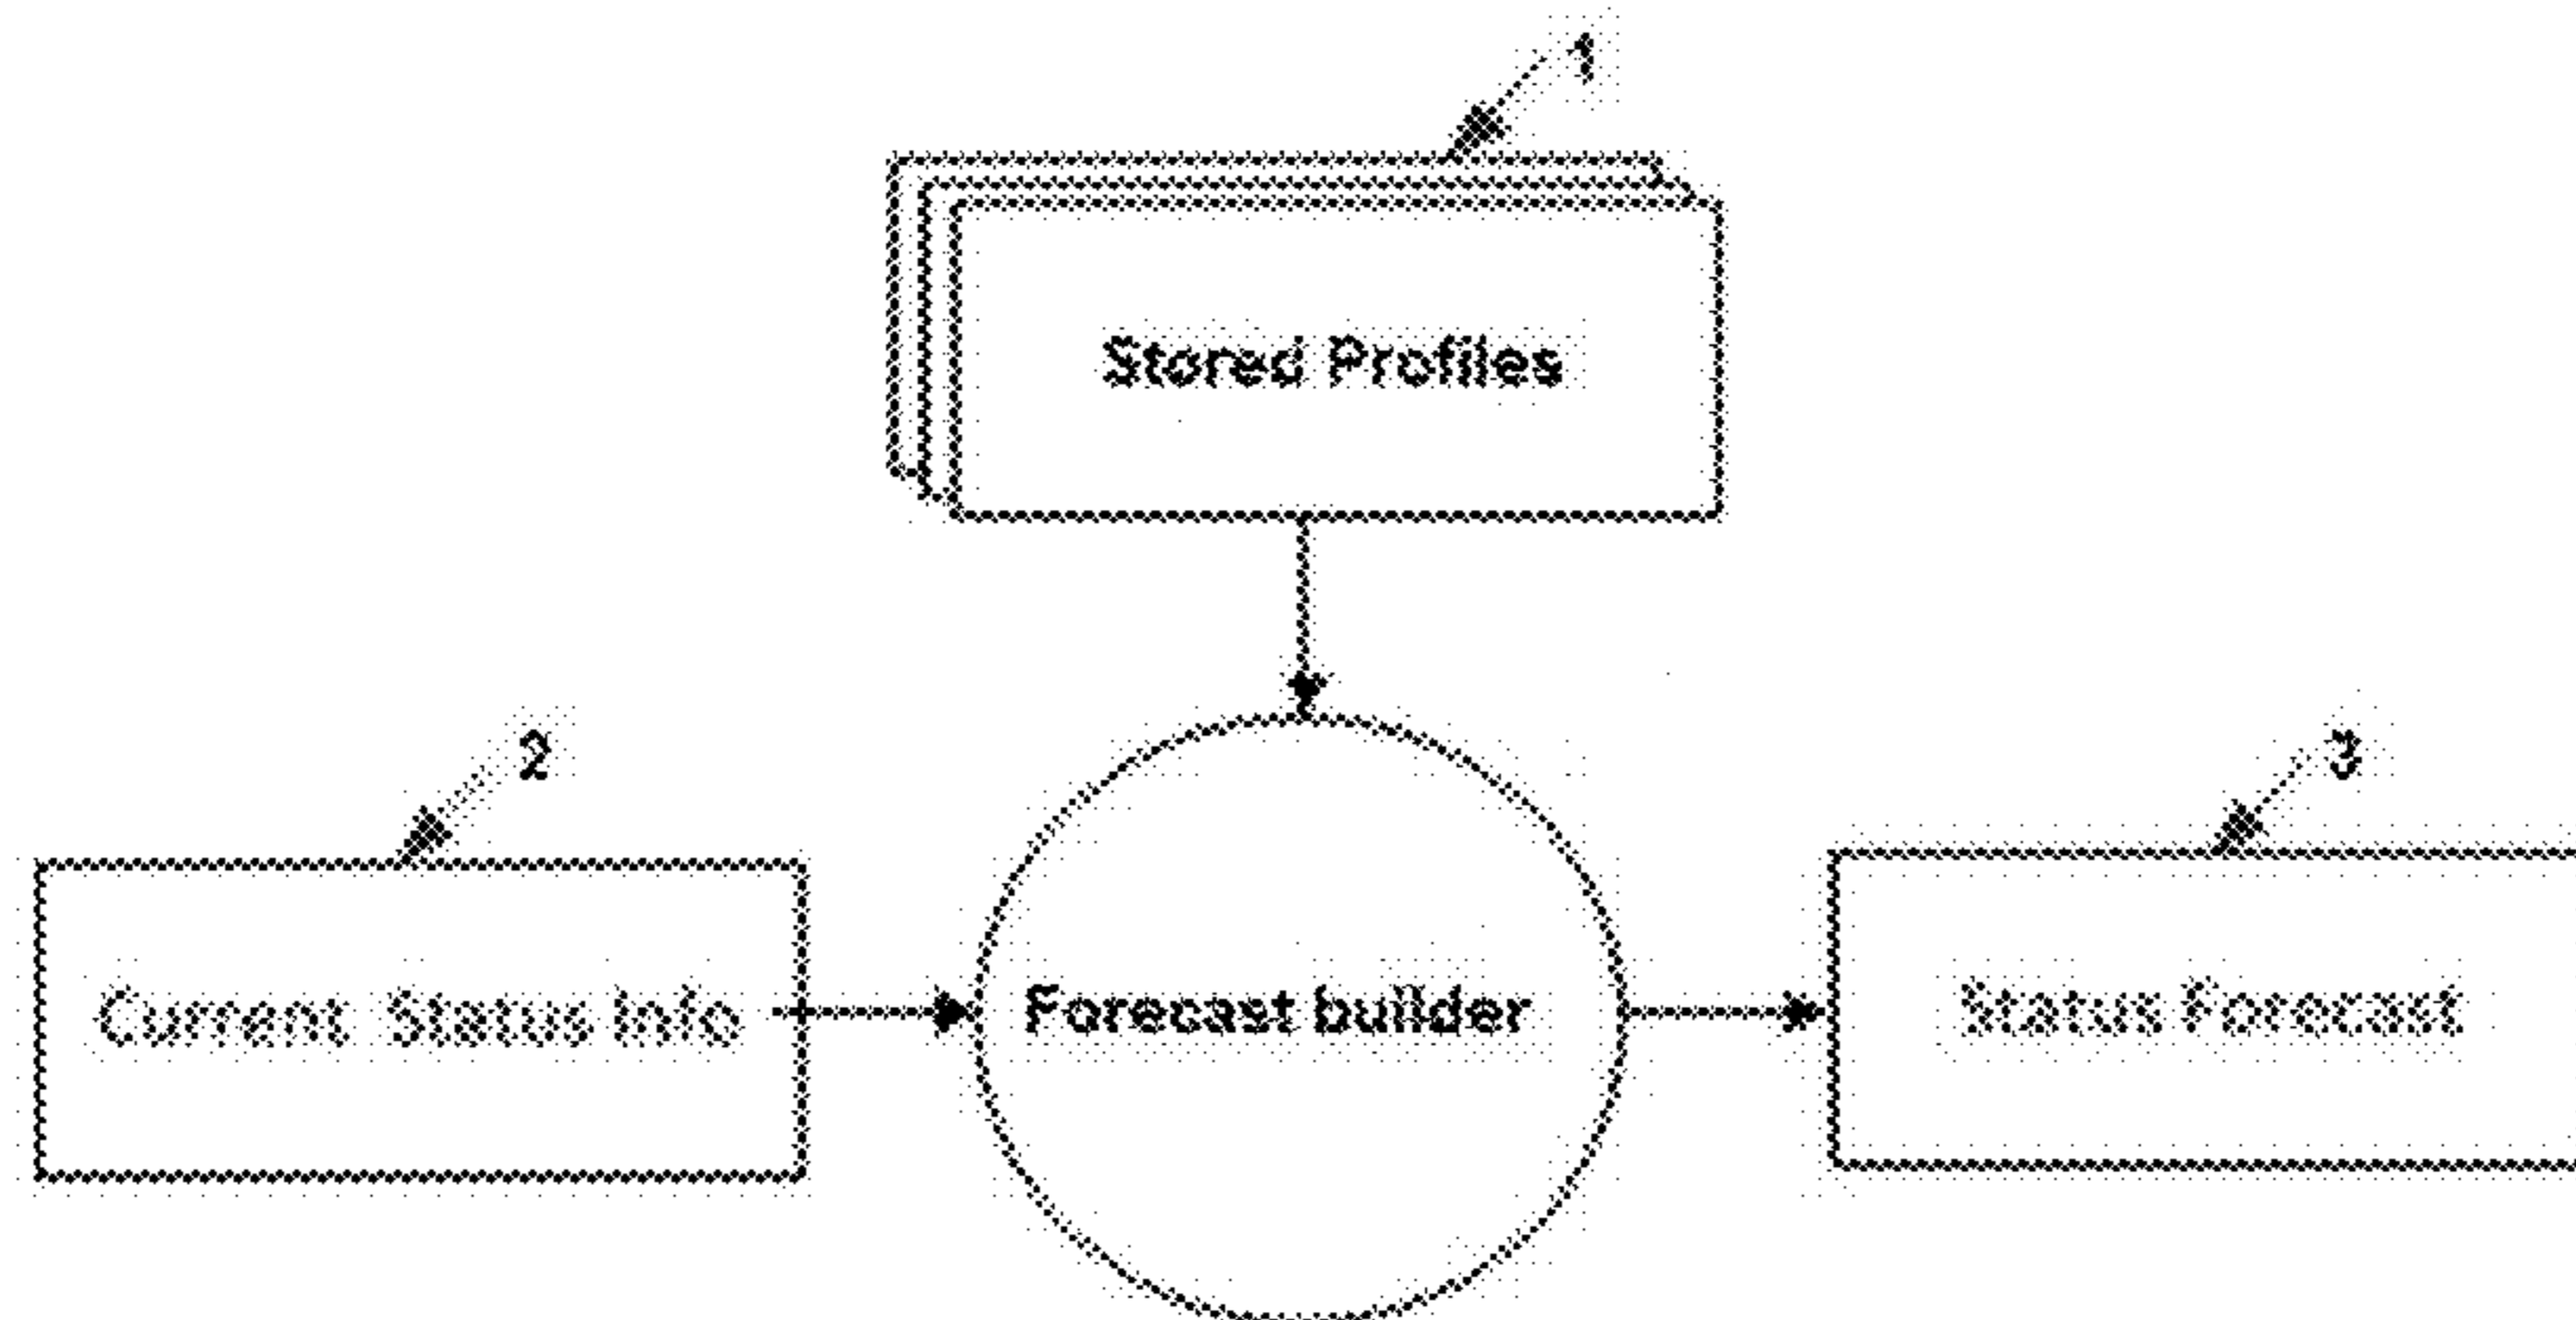 1
Stored Profiles
2
3
Current Status Info
Forecast builder
Status Forecast